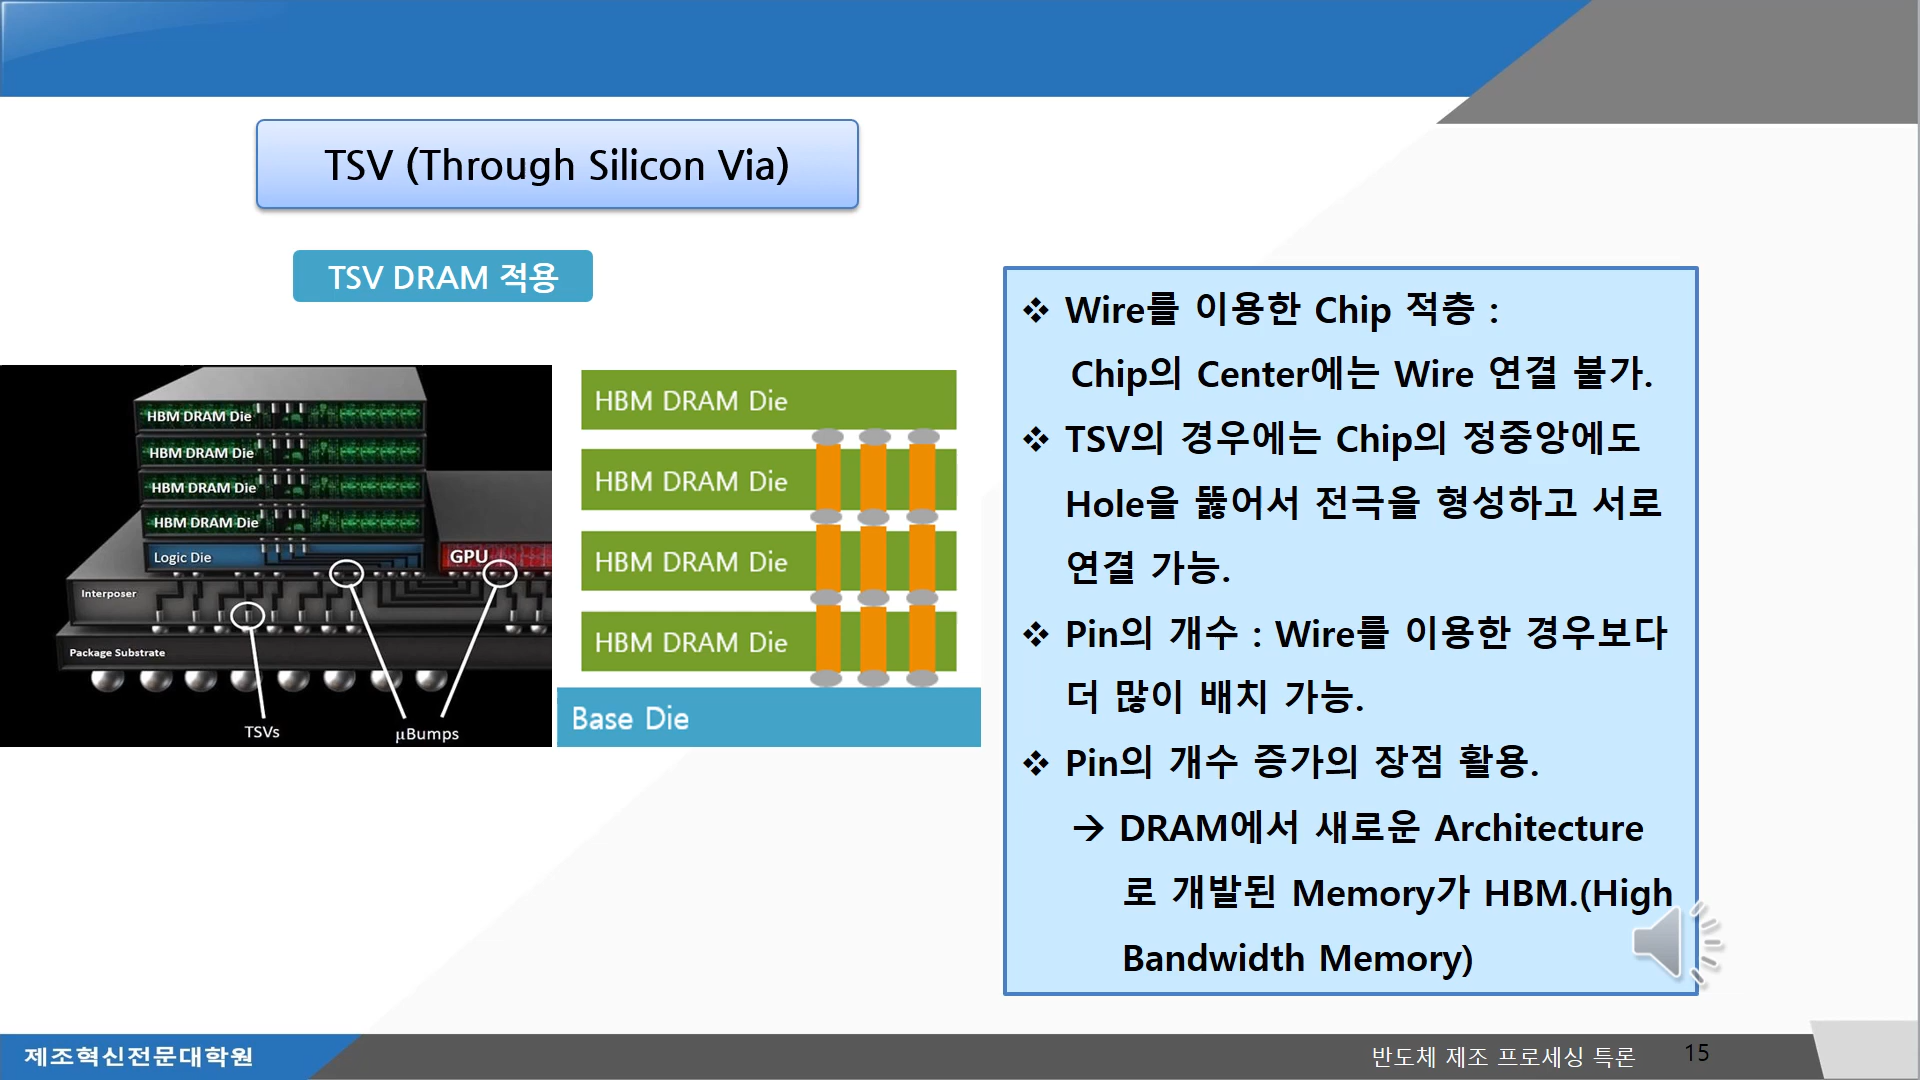 TSV (Through Silicon Via)
TSV DRAM 적용
HBM DRAM Die
HBM DRAM Die
HBM DRAM Die
HBM DRAM Die
Logic Die
GPU
Interposer
Package Substrate
TSVs
μBumps
HBM DRAM Die
HBM DRAM Die
HBM DRAM Die
HBM DRAM Die
Base Die
❖ Wire를 이용한 Chip 적층 :
Chip의 Center에는 Wire 연결 불가.
❖ TSV의 경우에는 Chip의 정중앙에도
Hole을 뚫어서 전극을 형성하고 서로
연결 가능.
❖ Pin의 개수 : Wire를 이용한 경우보다
더 많이 배치 가능.
❖ Pin의 개수 증가의 장점 활용.
→ DRAM에서 새로운 Architecture
로 개발된 Memory가 HBM.(High
Bandwidth Memory)
제조혁신전문대학원
반도체 제조 프로세싱 특론
15